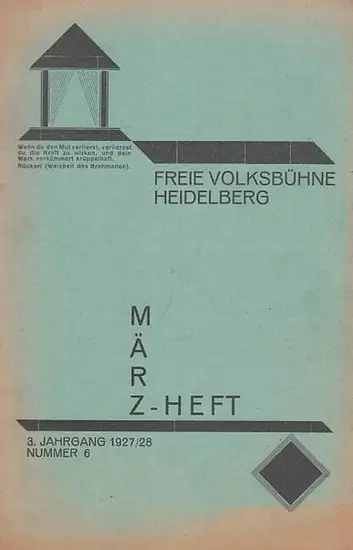 Wenn du den Mut verlierst, verlierest
du die Kraft zu wirken, und dein
Werk verkümmert krüppelhaft.
Rückert (Weisheit des Brahmanen).
FREIE VOLKSBÜHNE
HEIDELBERG
M
Ä
R
Z-HEFT
3. JAHRGANG 1927/28
NUMMER 6